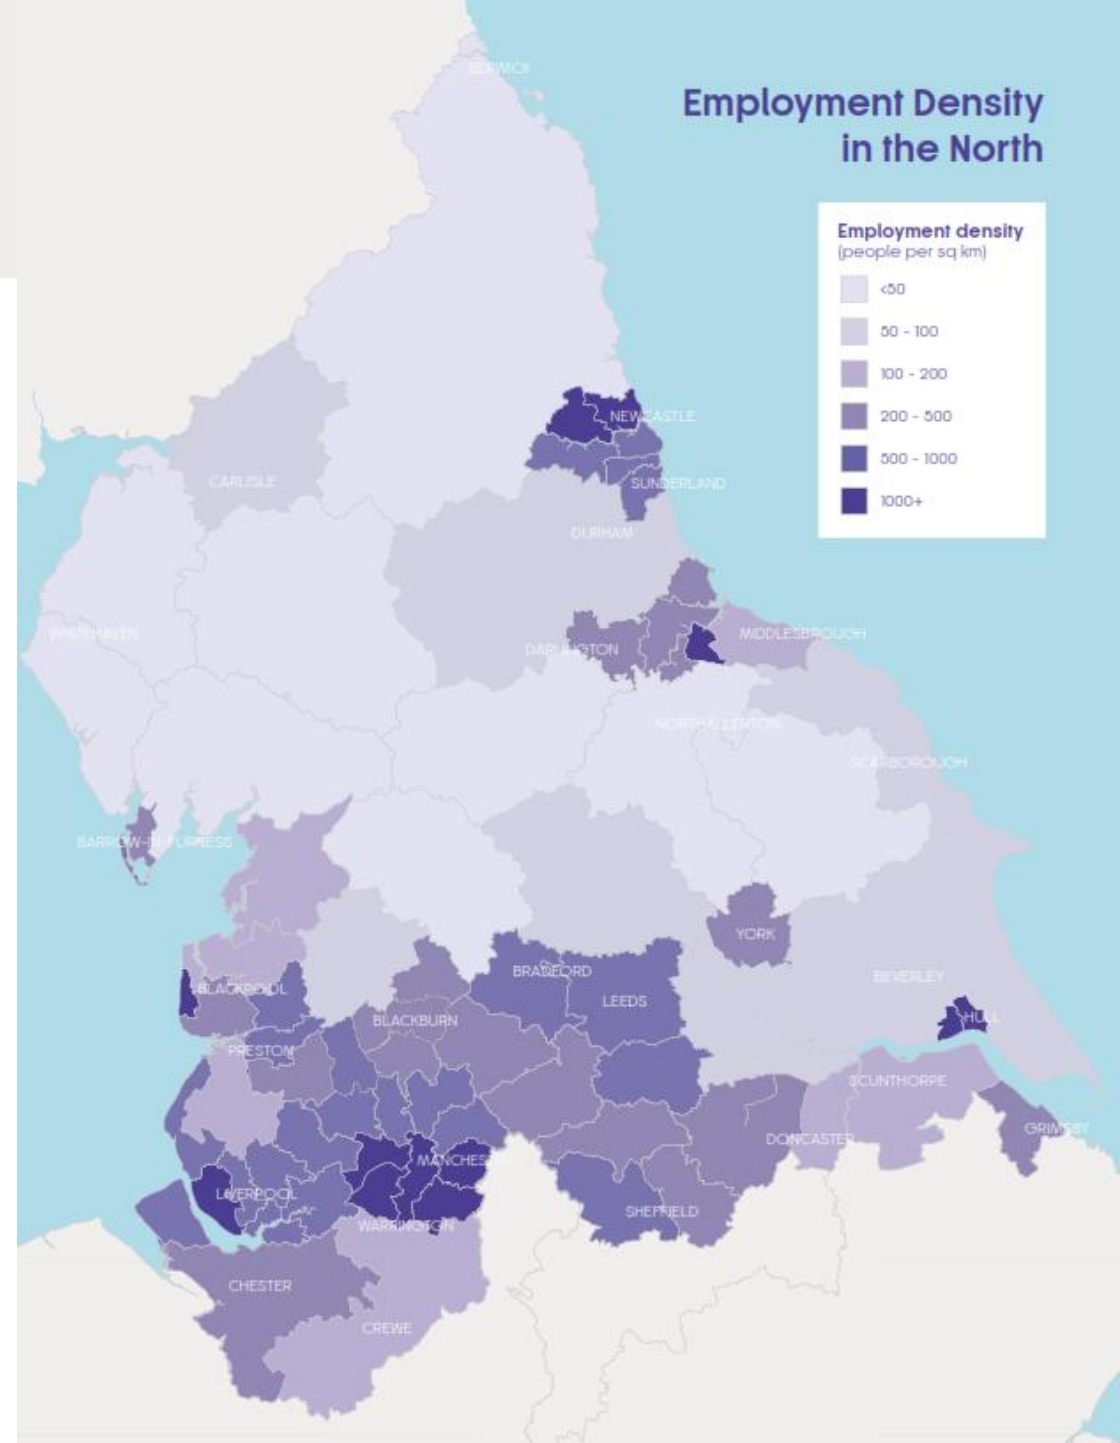 BERWICK
Employment Density
in the North
Employment density
(people per sq km)
<50
50 - 100
100 - 200
200 - 500
500 - 1000
1000+
NEWCASTLE
CARLISLE
SUNDERLAND
DURHAM
WHITEHAVEN
MIDDLESBROUGH
DARLINGTON
NORTHALLERTON
SCARBOROUGH
BARROW-IN-FURNESS
YORK
BRADFORD
BEVERLEY
BLACKPOOL
LEEDS
HULL
BLACKBURN
PRESTON
SCUNTHORPE
GRIMSBY
DONCASTER
MANCHES
LIVERPOOL
SHEFFIELD
WARRINGTON
CHESTER
CREWE